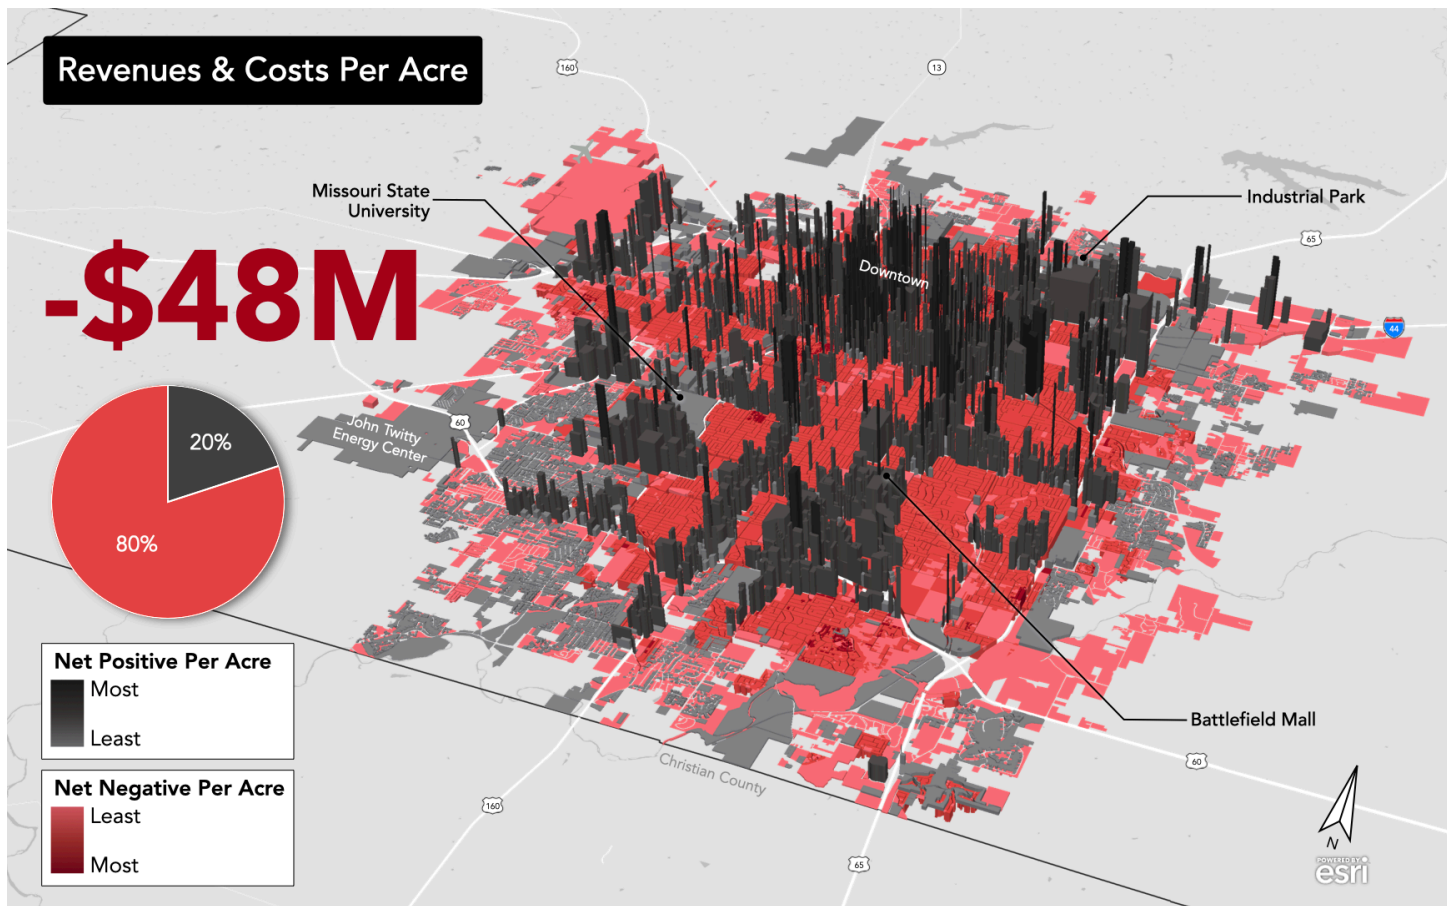 Revenues & Costs Per Acre
160
13
Missouri State
University
Industrial Park
65
-$48M
Downtown
44
John Twitty
Energy Center
60
20%
80%
Net Positive Per Acre
Most
Least
Battlefield Mall
Christian County
60
Net Negative Per Acre
Least
Most
160
65
N
POWERED BY
esri